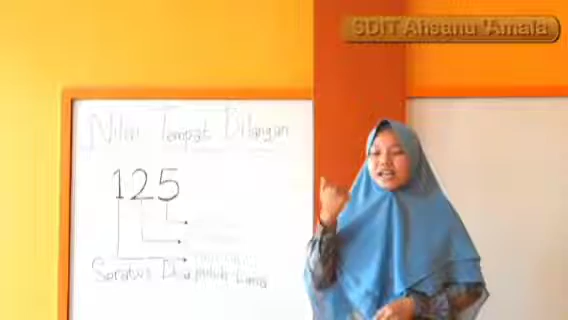 SDIT Ahsanu 'Amala
Nilai Tempat Bilangan
125
Seratus Dua puluh Lima